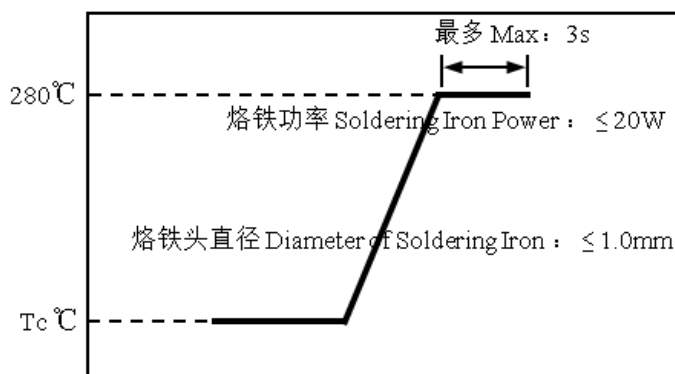 最多 Max：3s
280℃
烙铁功率 Soldering Iron Power：≤20W
烙铁头直径 Diameter of Soldering Iron：≤1.0mm
Tc ℃